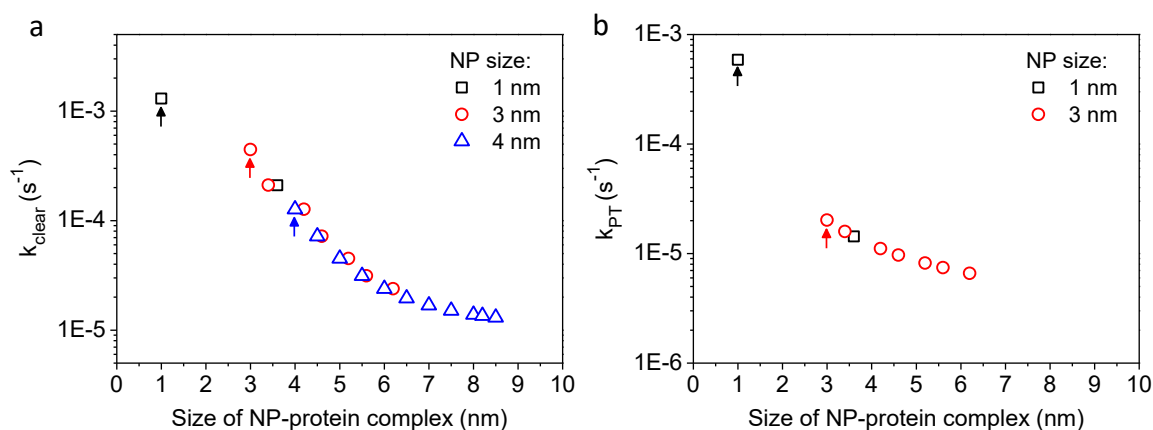 a
k_clear (s⁻¹)
1E-3
1E-4
1E-5
NP size:
1 nm
3 nm
4 nm
0 1 2 3 4 5 6 7 8 9 10
Size of NP-protein complex (nm)
b
k_PT (s⁻¹)
1E-3
1E-4
1E-5
1E-6
NP size:
1 nm
3 nm
0 1 2 3 4 5 6 7 8 9 10
Size of NP-protein complex (nm)